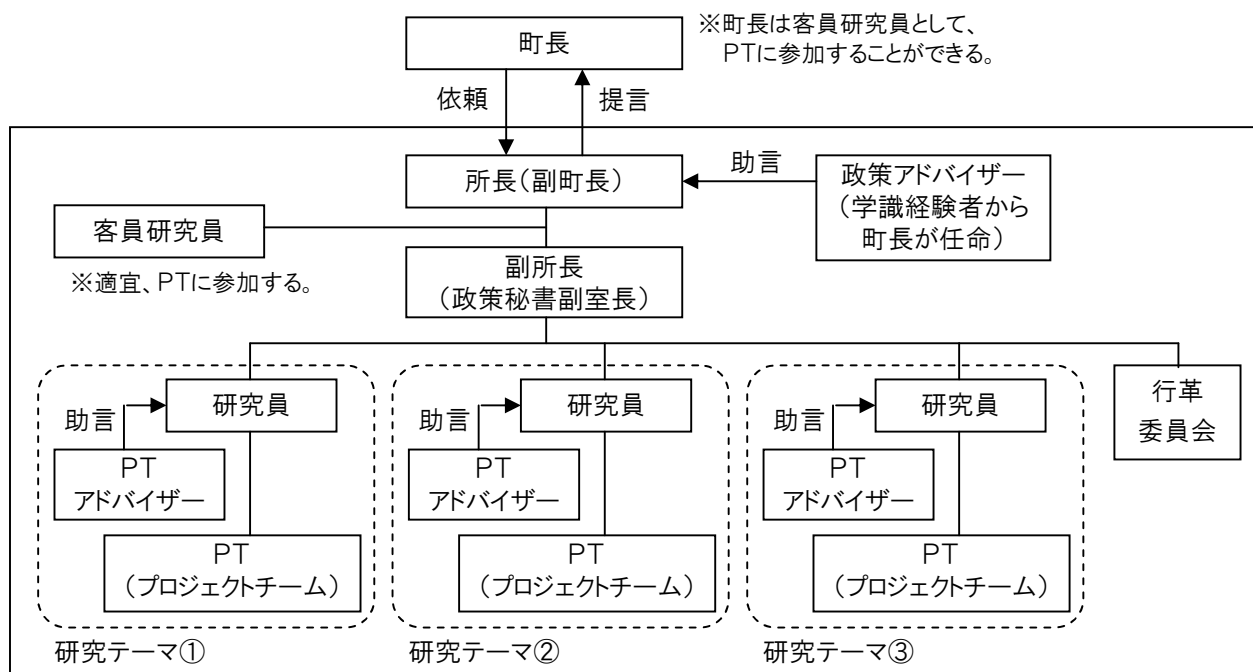 町長
※町長は客員研究員として、
PTに参加することができる。
依頼
提言
所長(副町長)
助言
政策アドバイザー
(学識経験者から
町長が任命)
客員研究員
※適宜、PTに参加する。
副所長
(政策秘書副室長)
研究員
助言
PT
アドバイザー
PT
(プロジェクトチーム)
研究テーマ①
研究員
助言
PT
アドバイザー
PT
(プロジェクトチーム)
研究テーマ②
研究員
助言
PT
アドバイザー
PT
(プロジェクトチーム)
研究テーマ③
行革
委員会